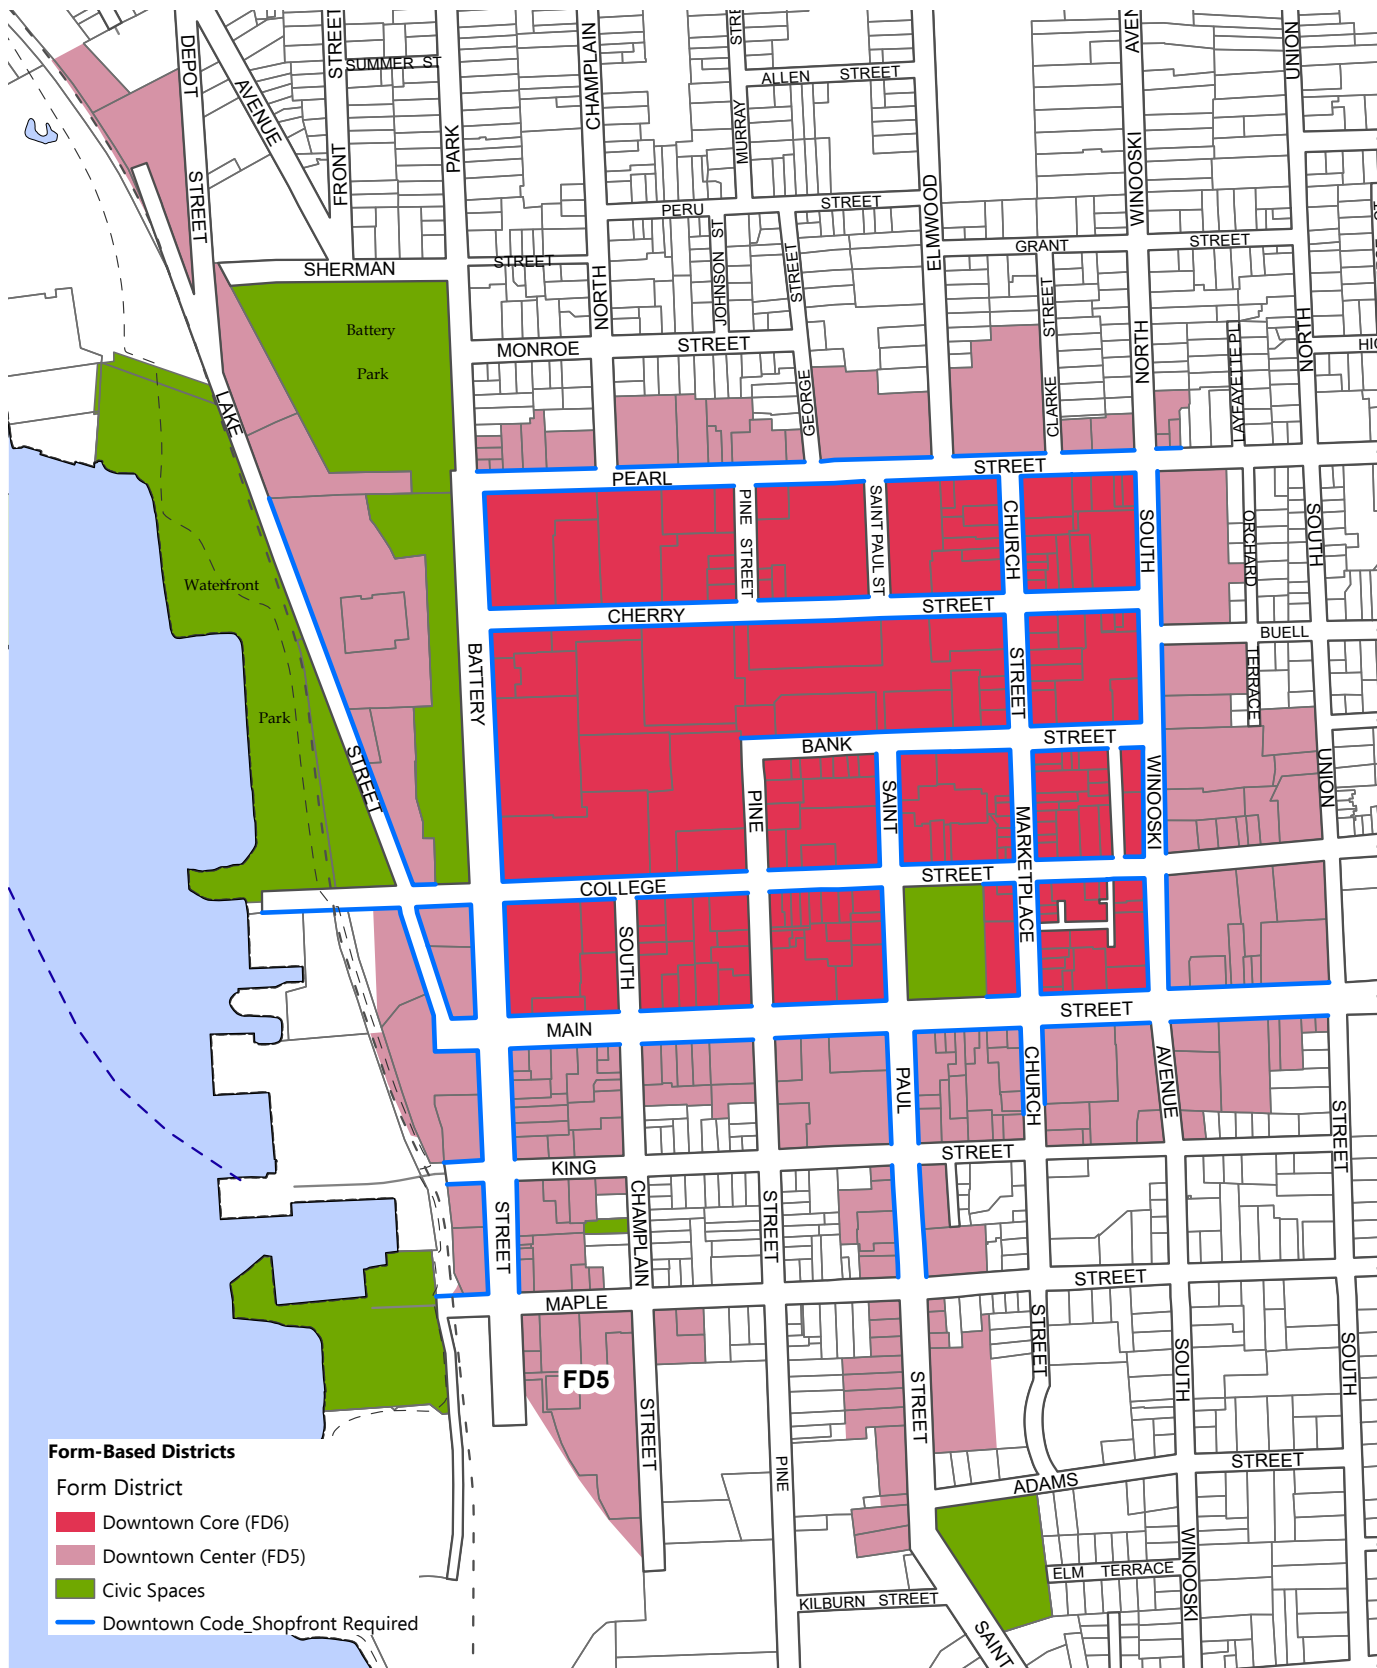 STREET
DEPOT
AVENUE
SUMMER ST
FRONT
PARK
CHAMPLAIN
STRE
MURRAY
ALLEN STREET
AVEN
UNION
STREET
PERU STREET
ELMWOOD
WINOOSKI
GRANT STREET
SHERMAN
STREET
NORTH
JOHNSON ST
STREET
STREET
Battery
Park
MONROE STREET
LAYFAYETTE PL
NORTH
NORTH
HIG
LAKE
GEORGE
CLARKE
PEARL STREET
PINE STREET
SAINT PAUL ST
CHURCH
SOUTH
ORCHARD
SOUTH
Waterfront
Park
CHERRY STREET
BUELL
TERRACE
BATTERY
STREET
BANK STREET
STREET
PINE
SAINT
MARKETPLACE
WINOOSKI
UNION
COLLEGE STREET
SOUTH
MAIN STREET
PAUL
CHURCH
AVENUE
STREET
KING STREET
STREET
CHAMPLAIN
STREET
MAPLE STREET
FD5
STREET
STREET
STREET
SOUTH
SOUTH
PINE
ADAMS STREET
WINOOSKI
ELM TERRACE
KILBURN STREET
SAINT
Form-Based Districts
Form District
Downtown Core (FD6)
Downtown Center (FD5)
Civic Spaces
Downtown Code_Shopfront Required